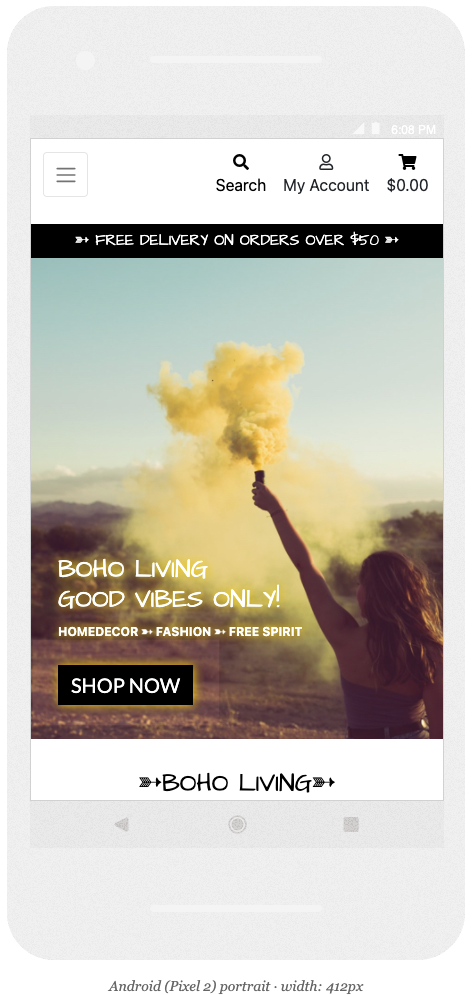 6:08 PM
Search My Account $0.00
➳ FREE DELIVERY ON ORDERS OVER $50 ➳
BOHO LIVING
GOOD VIBES ONLY!
HOMEDECOR ➳ FASHION ➳ FREE SPIRIT
SHOP NOW
➳BOHO LIVING➳
Android (Pixel 2) portrait · width: 412px